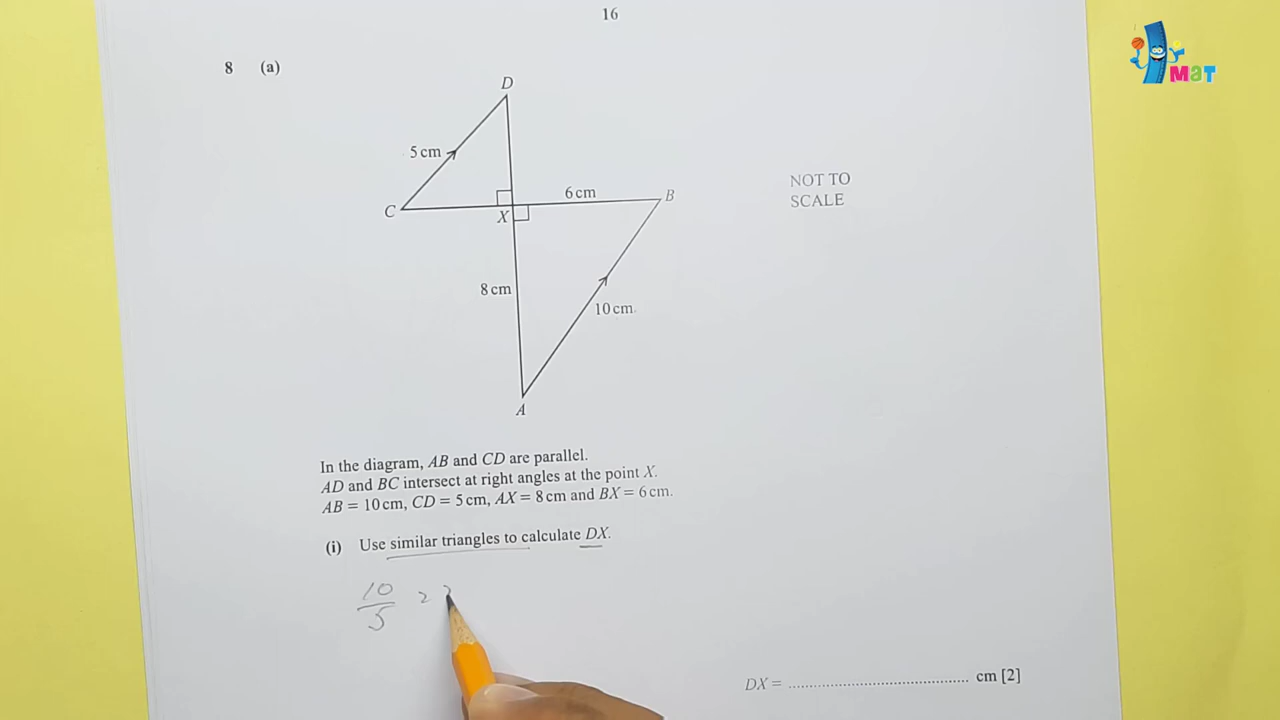 16
MaT
8 (a)
D
5 cm
6 cm
B
NOT TO
SCALE
C
X
8 cm
10 cm
A
In the diagram, AB and CD are parallel.
AD and BC intersect at right angles at the point X.
AB = 10 cm, CD = 5 cm, AX = 8 cm and BX = 6 cm.
(i) Use similar triangles to calculate DX.
10
5
DX = .......................................... cm [2]